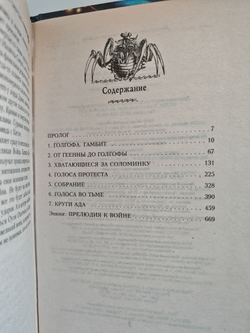 Содержание
ПРОЛОГ 7
1. ГОЛГОФА. ГАМБИТ 10
2. ОТ ГЕЕННЫ ДО ГОЛГОФЫ 67
3. ХВАТАЮЩИЕСЯ ЗА СОЛОМИНКУ 131
4. ГОЛОСА ПРОТЕСТА 225
5. СОБРАНИЕ 328
6. ГОЛОСА ВО ТЬМЕ 390
7. КРУГИ АДА 459
Эпилог. ПРЕЛЮДИЯ К ВОЙНЕ 669